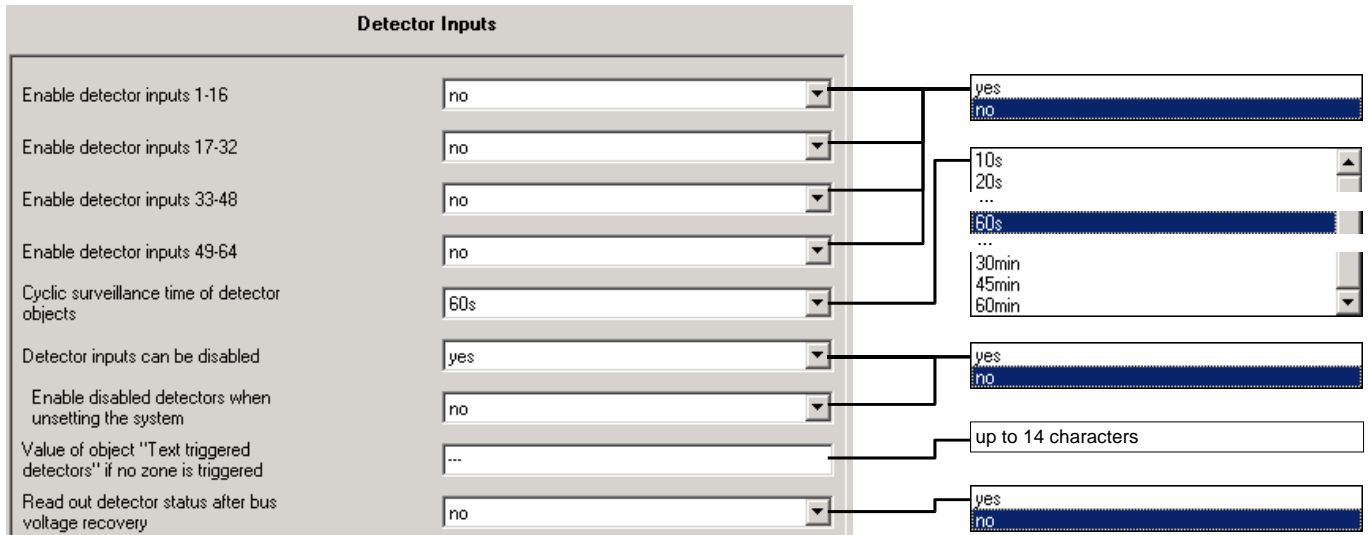 Detector Inputs
Enable detector inputs 1-16
no
Enable detector inputs 17-32
no
Enable detector inputs 33-48
no
Enable detector inputs 49-64
no
Cyclic surveillance time of detector
objects
60s
Detector inputs can be disabled
yes
Enable disabled detectors when
unsetting the system
no
Value of object "Text triggered
detectors" if no zone is triggered
---
Read out detector status after bus
voltage recovery
no
yes
no
10s
20s
...
60s
...
30min
45min
60min
yes
no
up to 14 characters
yes
no